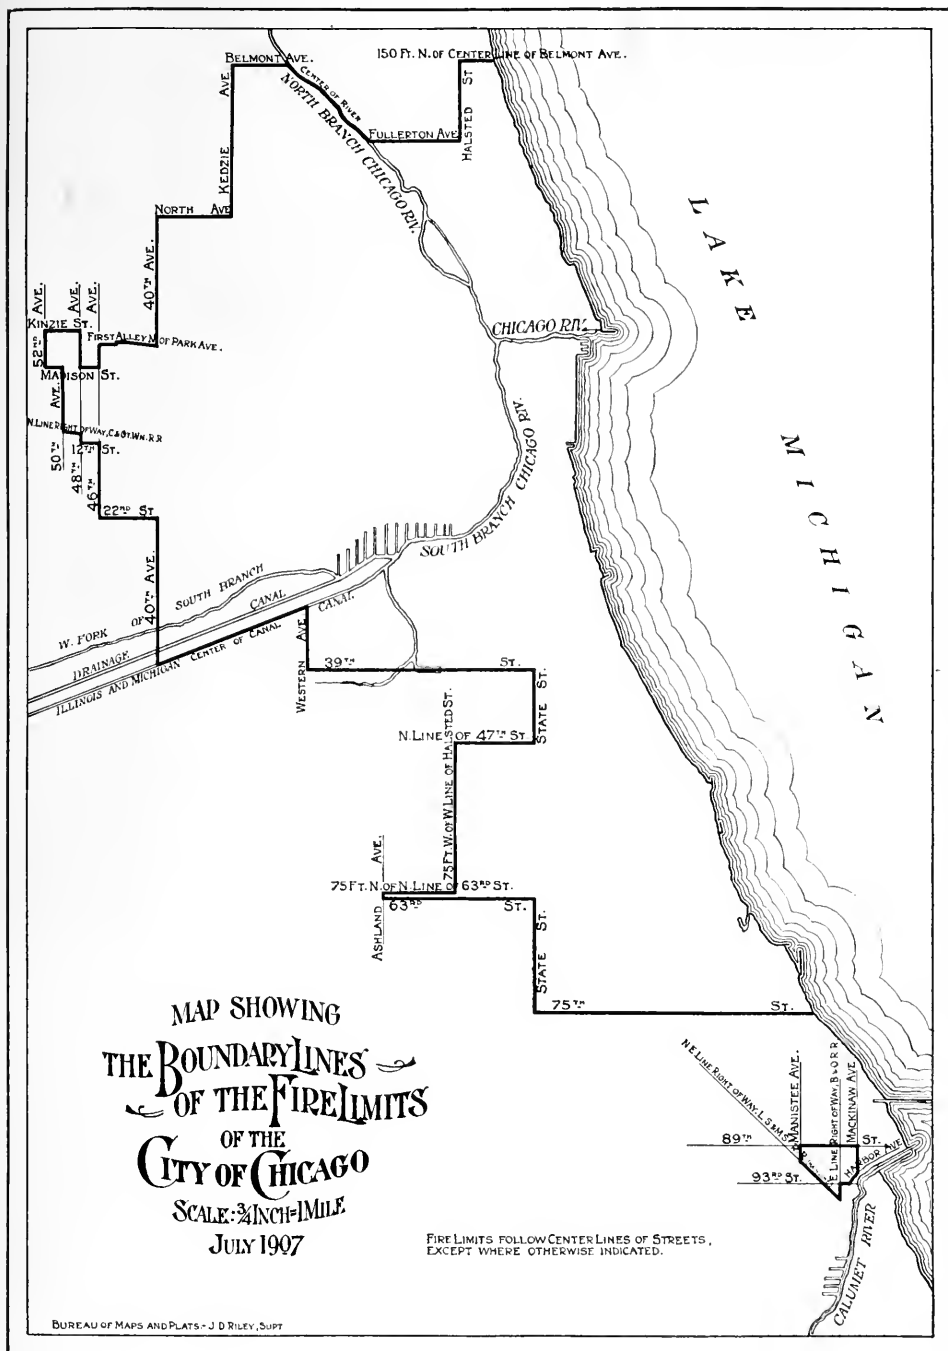 BELMONT AVE.
150 FT. N. OF CENTER LINE OF BELMONT AVE.
CENTER OF RIVER
NORTH BRANCH CHICAGO RIV.
KEDZIE AVE
FULLERTON AVE
HALSTED ST
NORTH AVE
40TH AVE.
LAKE MICHIGAN
52ND AVE.
AVE.
AVE.
KINZIE ST.
FIRST ALLEY N. OF PARK AVE.
CHICAGO RIV.
MADISON ST.
N. LINE RIGHT OF WAY, C. & GT. WN. R R
12TH ST.
50TH AVE.
48TH
46TH
22ND ST
SOUTH BRANCH CHICAGO RIV.
40TH AVE.
W. FORK OF SOUTH BRANCH
DRAINAGE CANAL
ILLINOIS AND MICHIGAN CANAL
CENTER OF CANAL
WESTERN AVE
39TH ST.
STATE ST.
N. LINE OF 47TH ST
75 FT. W. OF W. LINE OF HALSTED ST.
ASHLAND AVE.
75 FT. N. OF N. LINE OF 63RD ST.
63RD ST.
STATE ST.
75TH ST.
N E LINE RIGHT OF WAY, L S & M S R R
MANISTEE AVE.
E LINE RIGHT OF WAY, B & O R R
MACKINAW AVE
89TH ST.
HARBOR AVE
93RD ST.
CALUMET RIVER
MAP SHOWING
THE BOUNDARY LINES
OF THE FIRE LIMITS
OF THE
CITY OF CHICAGO
SCALE: ¾ INCH = 1 MILE
JULY 1907
FIRE LIMITS FOLLOW CENTER LINES OF STREETS,
EXCEPT WHERE OTHERWISE INDICATED.
BUREAU OF MAPS AND PLATS.- J D RILEY, SUPT